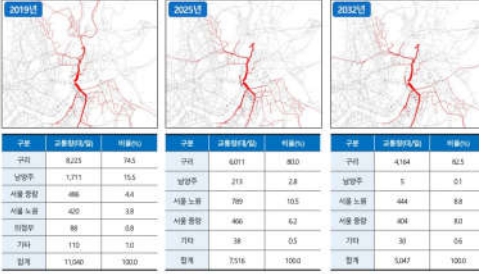 2019년
구분 교통량(대/일) 비율(%)
구리 8,225 74.5
남양주 1,711 15.5
서울 중랑 486 4.4
서울 노원 420 3.8
의정부 88 0.8
기타 110 1.0
합계 11,040 100.0
2025년
구분 교통량(대/일) 비율(%)
구리 6,011 80.0
남양주 213 2.8
서울 노원 789 10.5
서울 중랑 466 6.2
기타 38 0.5
합계 7,516 100.0
2032년
구분 교통량(대/일) 비율(%)
구리 4,164 82.5
남양주 5 0.1
서울 노원 444 8.8
서울 중랑 404 8.0
기타 30 0.6
합계 5,047 100.0